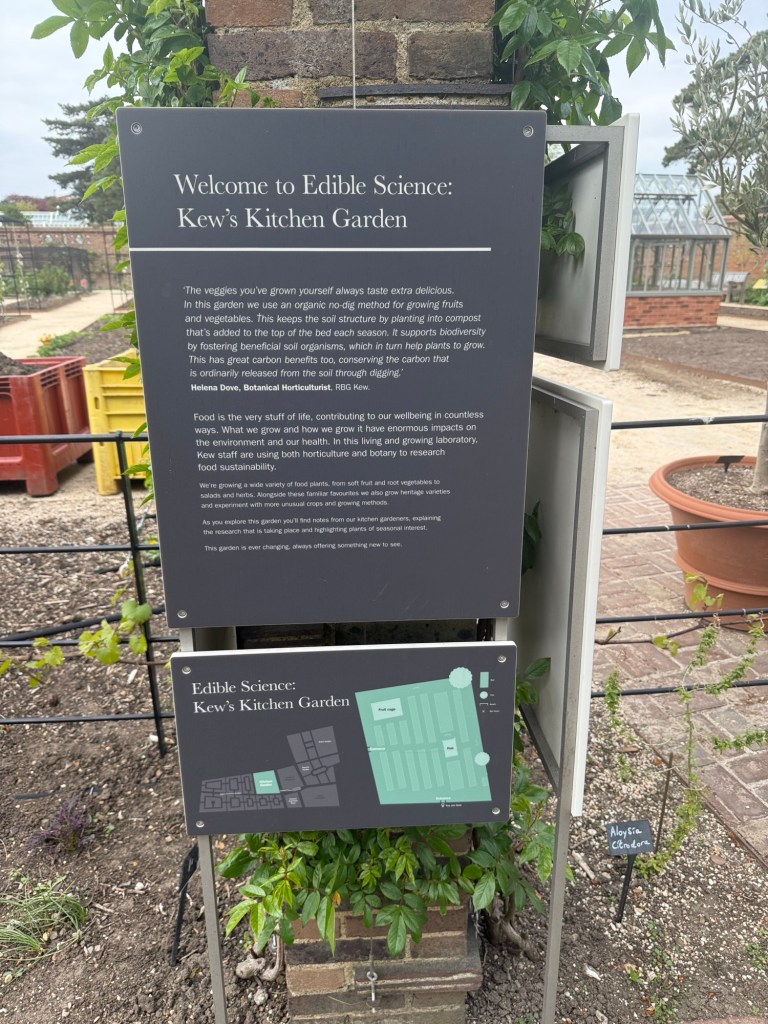 Welcome to Edible Science:
Kew's Kitchen Garden
'The veggies you've grown yourself always taste extra delicious.
In this garden we use an organic no-dig method for growing fruits
and vegetables. This keeps the soil structure by planting into compost
that's added to the top of the bed each season. It supports biodiversity
by fostering beneficial soil organisms, which in turn help plants to grow.
This has great carbon benefits too, conserving the carbon that
is ordinarily released from the soil through digging.'
Helena Dove, Botanical Horticulturist, RBG Kew.
Food is the very stuff of life, contributing to our wellbeing in countless
ways. What we grow and how we grow it have enormous impacts on
the environment and our health. In this living and growing laboratory,
Kew staff are using both horticulture and botany to research
food sustainability.
We're growing a wide variety of food plants, from soft fruit and root vegetables to
salads and herbs. Alongside these familiar favourites we also grow heritage varieties
and experiment with more unusual crops and growing methods.
As you explore this garden you'll find notes from our kitchen gardeners, explaining
the research that is taking place and highlighting plants of seasonal interest.
This garden is ever changing, always offering something new to see.
Edible Science:
Kew's Kitchen Garden
Fruit cage
Aloysia
Citrodora